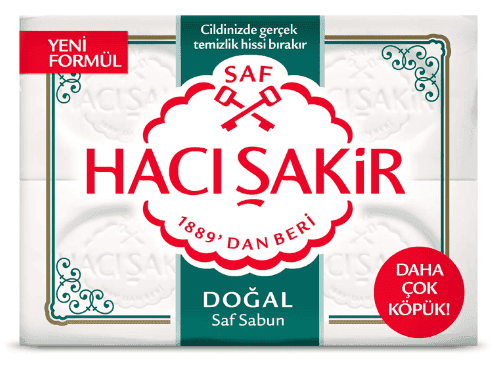 Cildinizde gerçek
temizlik hissi bırakır
YENİ
FORMÜL
SAF
HACI ŞAKİR
1889' DAN BERİ
DOĞAL
Saf Sabun
DAHA
ÇOK
KÖPÜK!